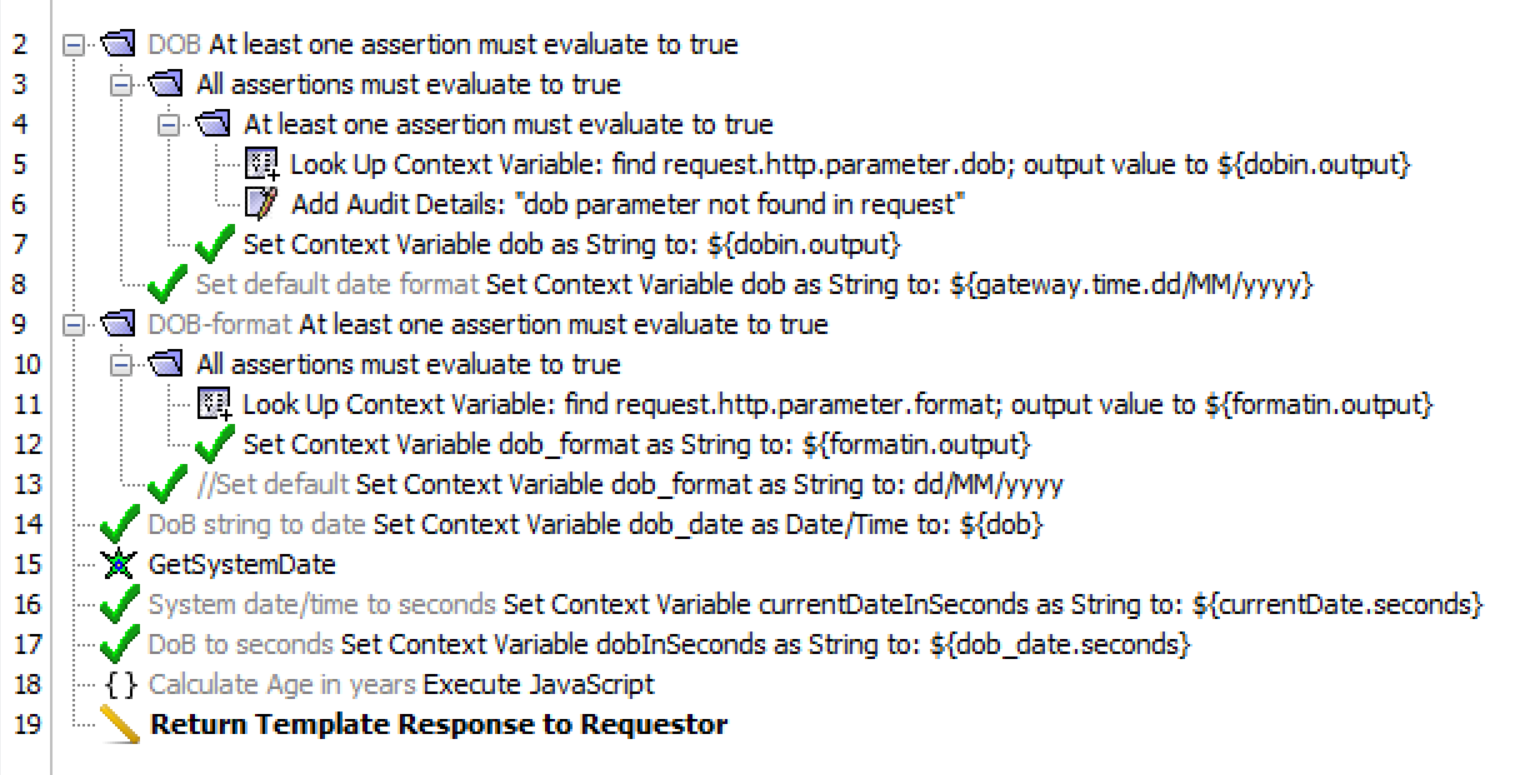 2 DOB At least one assertion must evaluate to true
3 All assertions must evaluate to true
4 At least one assertion must evaluate to true
5 Look Up Context Variable: find request.http.parameter.dob; output value to ${dobin.output}
6 Add Audit Details: "dob parameter not found in request"
7 Set Context Variable dob as String to: ${dobin.output}
8 Set default date format Set Context Variable dob as String to: ${gateway.time.dd/MM/yyyy}
9 DOB-format At least one assertion must evaluate to true
10 All assertions must evaluate to true
11 Look Up Context Variable: find request.http.parameter.format; output value to ${formatin.output}
12 Set Context Variable dob_format as String to: ${formatin.output}
13 //Set default Set Context Variable dob_format as String to: dd/MM/yyyy
14 DoB string to date Set Context Variable dob_date as Date/Time to: ${dob}
15 GetSystemDate
16 System date/time to seconds Set Context Variable currentDateInSeconds as String to: ${currentDate.seconds}
17 DoB to seconds Set Context Variable dobInSeconds as String to: ${dob_date.seconds}
18 { } Calculate Age in years Execute JavaScript
19 Return Template Response to Requestor